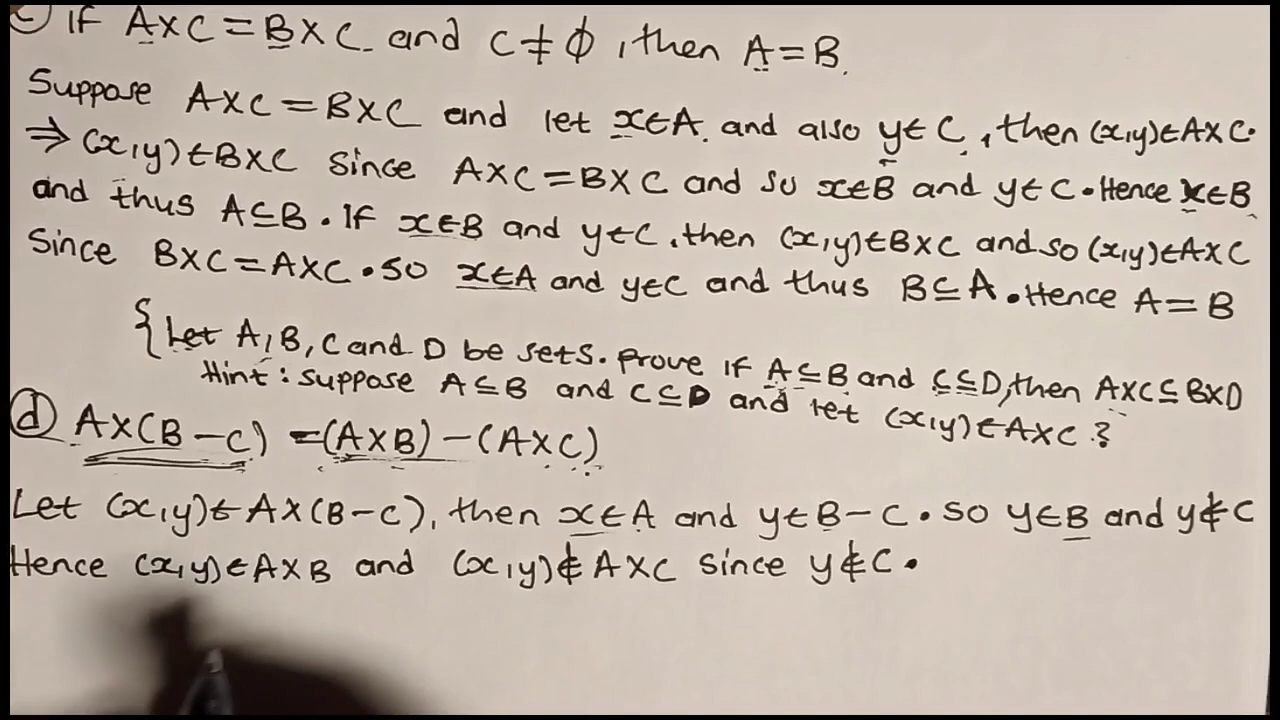 c) If A×C=B×C and C≠∅, then A=B.
Suppose A×C=B×C and let x∈A. and also y∈C, then (x,y)∈A×C.
⇒ (x,y)∈B×C since A×C=B×C and so x∈B and y∈C. Hence x∈B
and thus A⊆B. If x∈B and y∈C, then (x,y)∈B×C and so (x,y)∈A×C
Since B×C=A×C. So x∈A and y∈C and thus B⊆A. Hence A=B
{Let A, B, C and D be sets. Prove if A⊆B and C⊆D, then A×C⊆B×D
Hint: Suppose A⊆B and C⊆D and let (x,y)∈A×C }
(d) A×(B-C) =(A×B)-(A×C)
Let (x,y)∈A×(B-C), then x∈A and y∈B-C. So y∈B and y∉C
Hence (x,y)∈A×B and (x,y)∉A×C since y∉C.